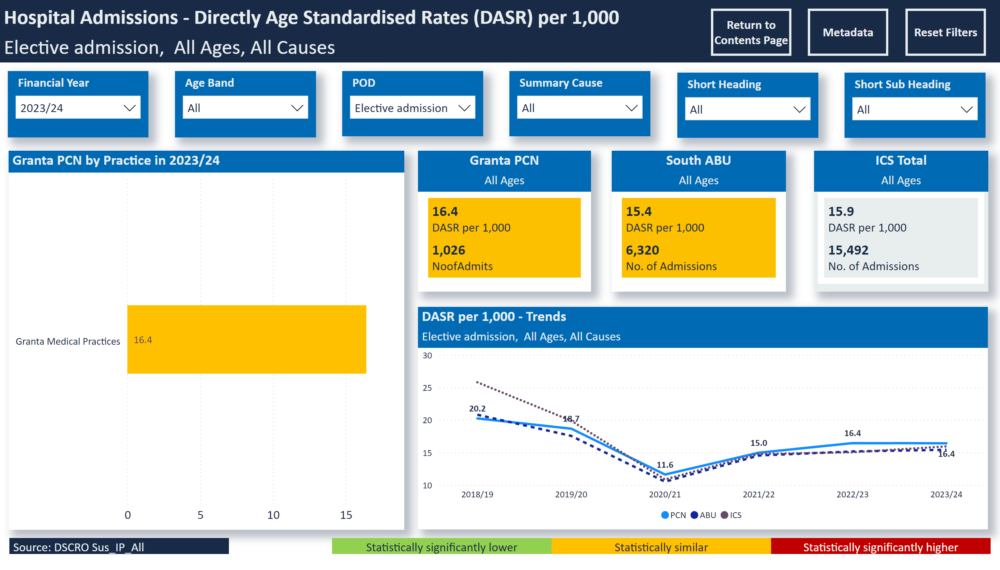 Hospital Admissions - Directly Age Standardised Rates (DASR) per 1,000
Elective admission,  All Ages, All Causes
Return to
Contents Page
Metadata
Reset Filters
Financial Year
2023/24
Age Band
All
POD
Elective admission
Summary Cause
All
Short Heading
All
Short Sub Heading
All
Granta PCN by Practice in 2023/24
Granta Medical Practices
16.4
0 5 10 15
Granta PCN
All Ages
16.4
DASR per 1,000
1,026
NoofAdmits
South ABU
All Ages
15.4
DASR per 1,000
6,320
No. of Admissions
ICS Total
All Ages
15.9
DASR per 1,000
15,492
No. of Admissions
DASR per 1,000 - Trends
Elective admission,  All Ages, All Causes
30
25
20
15
10
20.2
18.7
11.6
15.0
16.4
16.4
2018/19 2019/20 2020/21 2021/22 2022/23 2023/24
PCN ABU ICS
Source: DSCRO Sus_IP_All
Statistically significantly lower
Statistically similar
Statistically significantly higher